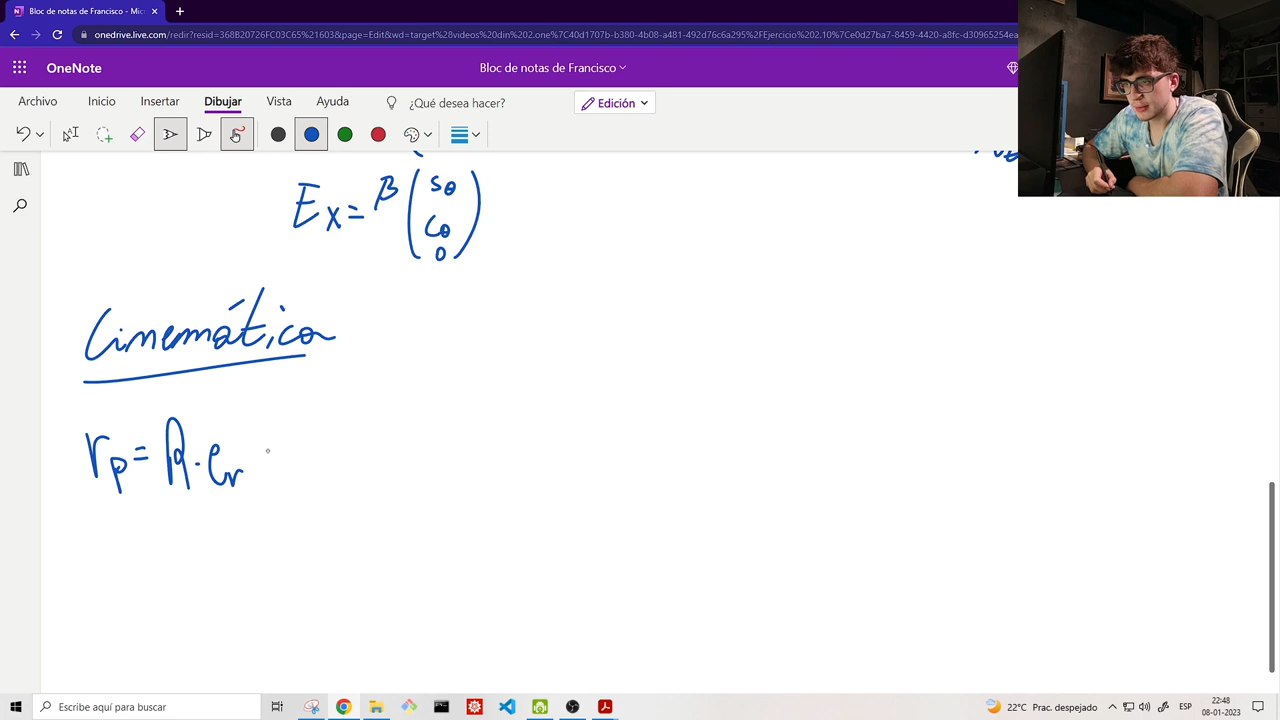 Bloc de notas de Francisco - Micr
onedrive.live.com/redir?resid=368B20726FC03C65%21603&page=Edit&wd=target%28videos%20din%202.one%7C40d1707b-b380-4b08-a481-492d76c6a295%2FEjercicio%202.10%7Ce0d27ba7-8459-4420-a8fc-d30965254ea
OneNote
Bloc de notas de Francisco
Archivo Inicio Insertar Dibujar Vista Ayuda ¿Qué desea hacer? Edición
Ex = β ( sθ
cθ
0 )
Cinemática
rp = R · er
Escribe aquí para buscar
22°C Prac. despejado ESP 22:48
08-01-2023